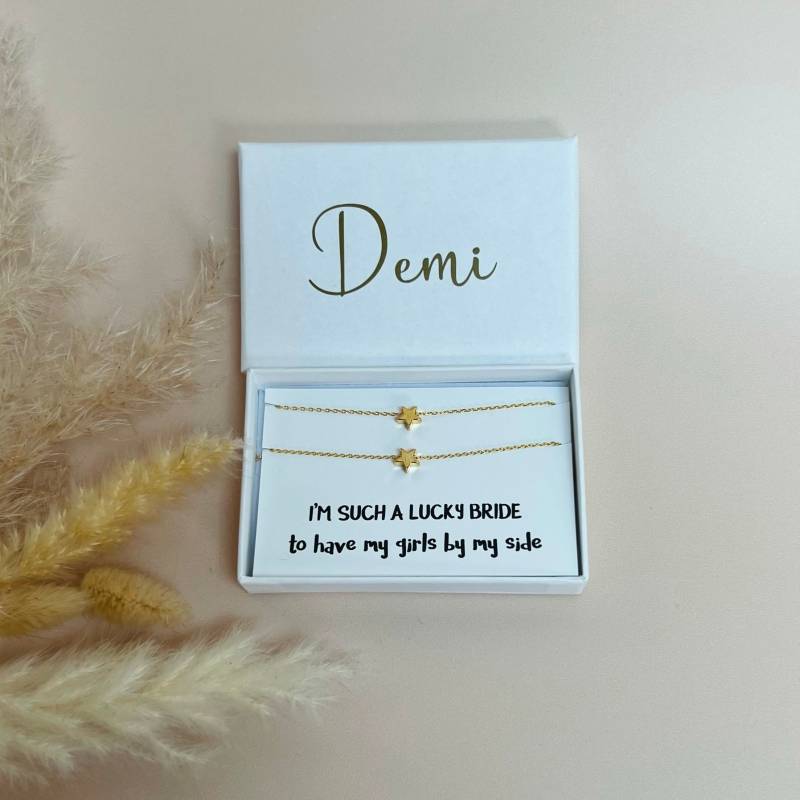 Demi
I'M SUCH A LUCKY BRIDE
to have my girls by my side